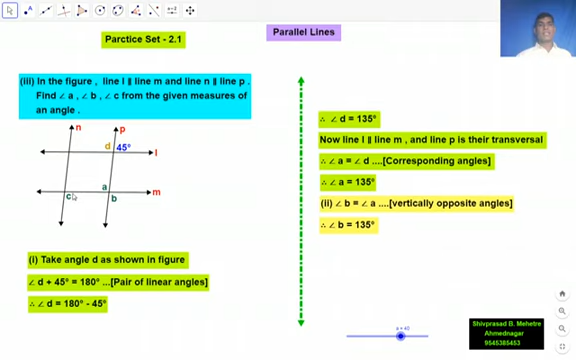 Parctice Set - 2.1
Parallel Lines
(iii) In the figure , line l ∥ line m and line n ∥ line p .
Find ∠ a , ∠ b , ∠ c from the given measures of
an angle .
n
p
d
45°
l
a
m
c
b
(i) Take angle d as shown in figure
∠ d + 45° = 180° ...[Pair of linear angles]
∴ ∠ d = 180° - 45°
∴ ∠ d = 135°
Now line l ∥ line m , and line p is their transversal
∴ ∠ a = ∠ d ....[Corresponding angles]
∴ ∠ a = 135°
(ii) ∠ b = ∠ a ....[vertically opposite angles]
∴ ∠ b = 135°
Shivprasad B. Mehetre
Ahmednagar
9545385453